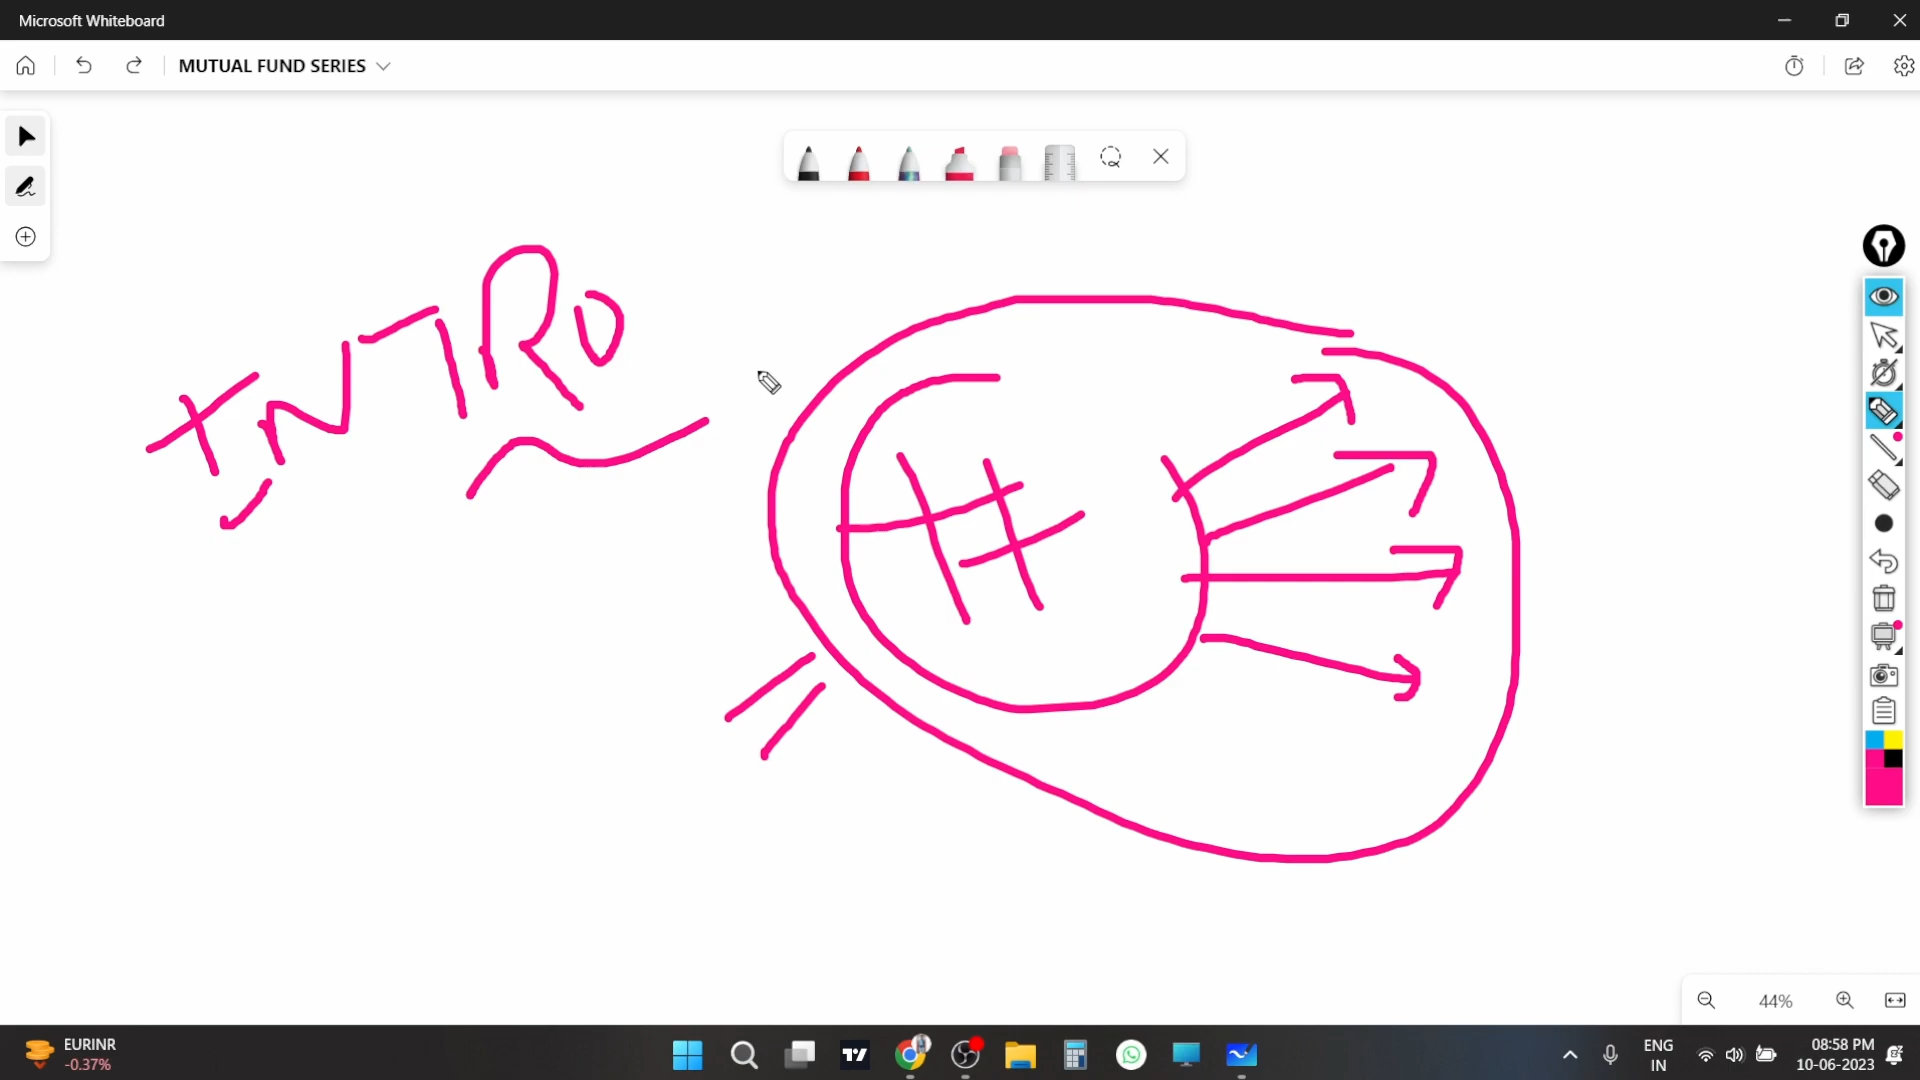 Microsoft Whiteboard
MUTUAL FUND SERIES
INTRO
#
44%
EURINR
-0.37%
ENG
IN
08:58 PM
10-06-2023